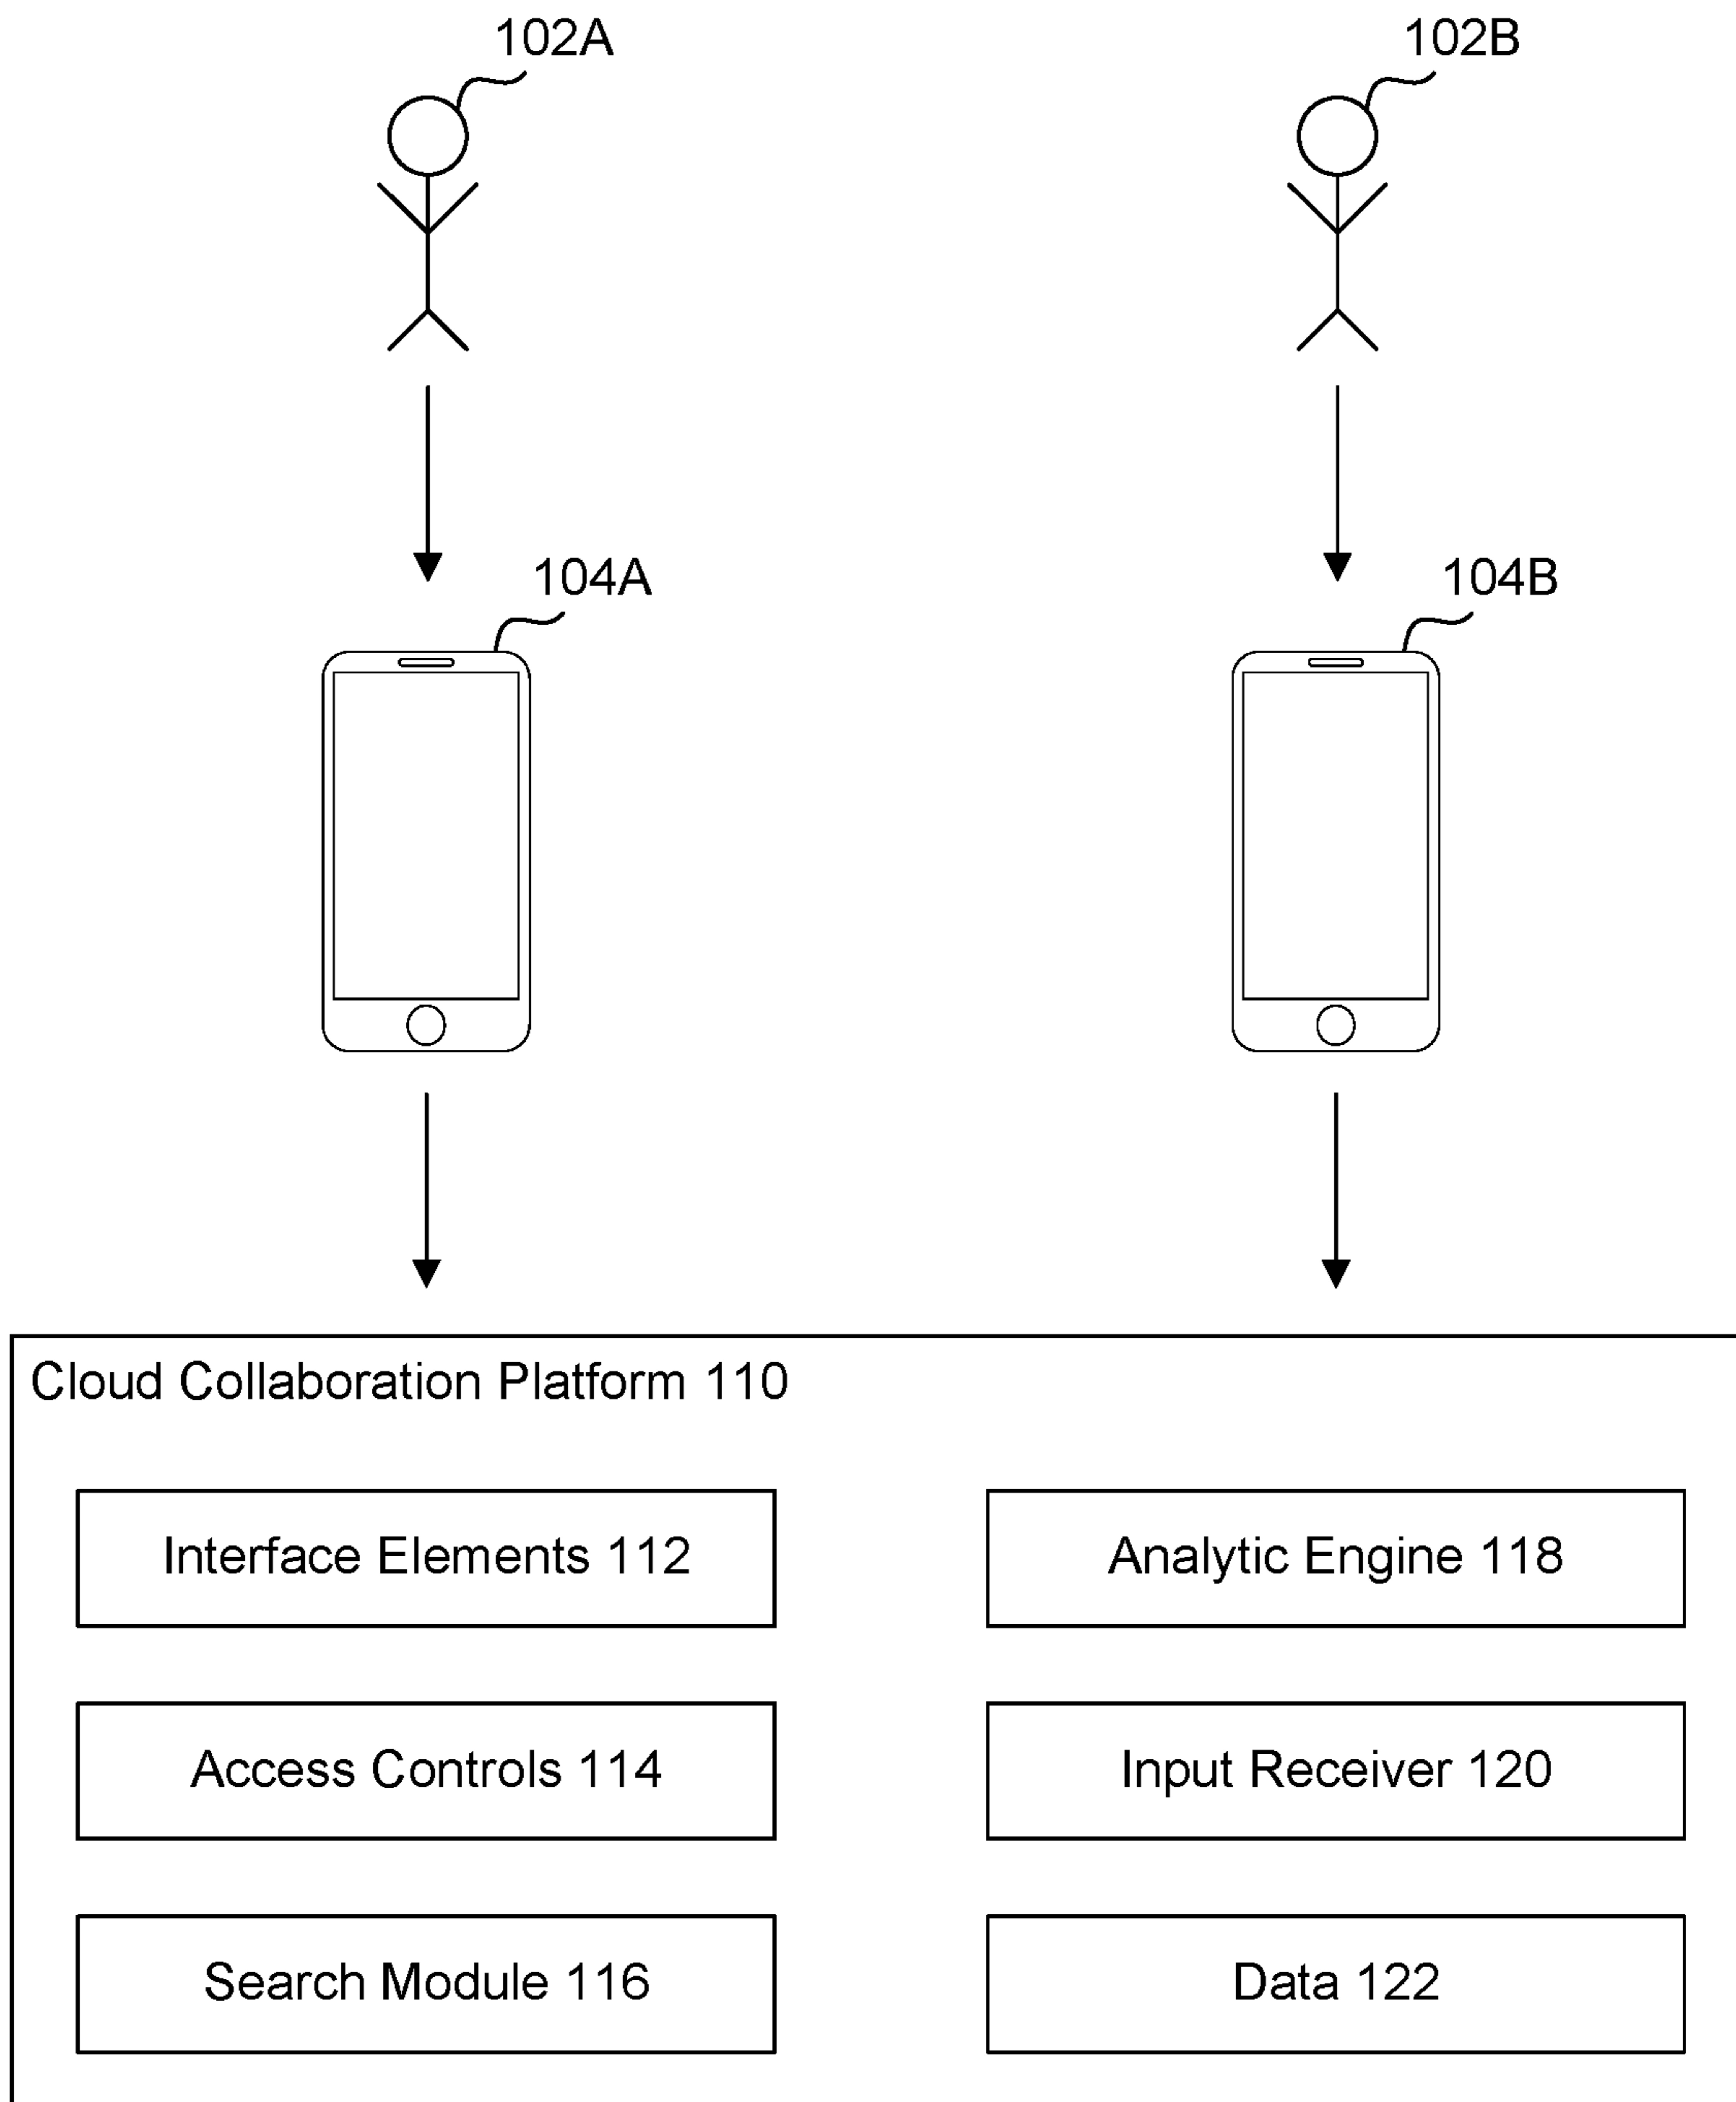 102A
102B
104A
104B
Cloud Collaboration Platform 110
Interface Elements 112
Analytic Engine 118
Access Controls 114
Input Receiver 120
Search Module 116
Data 122